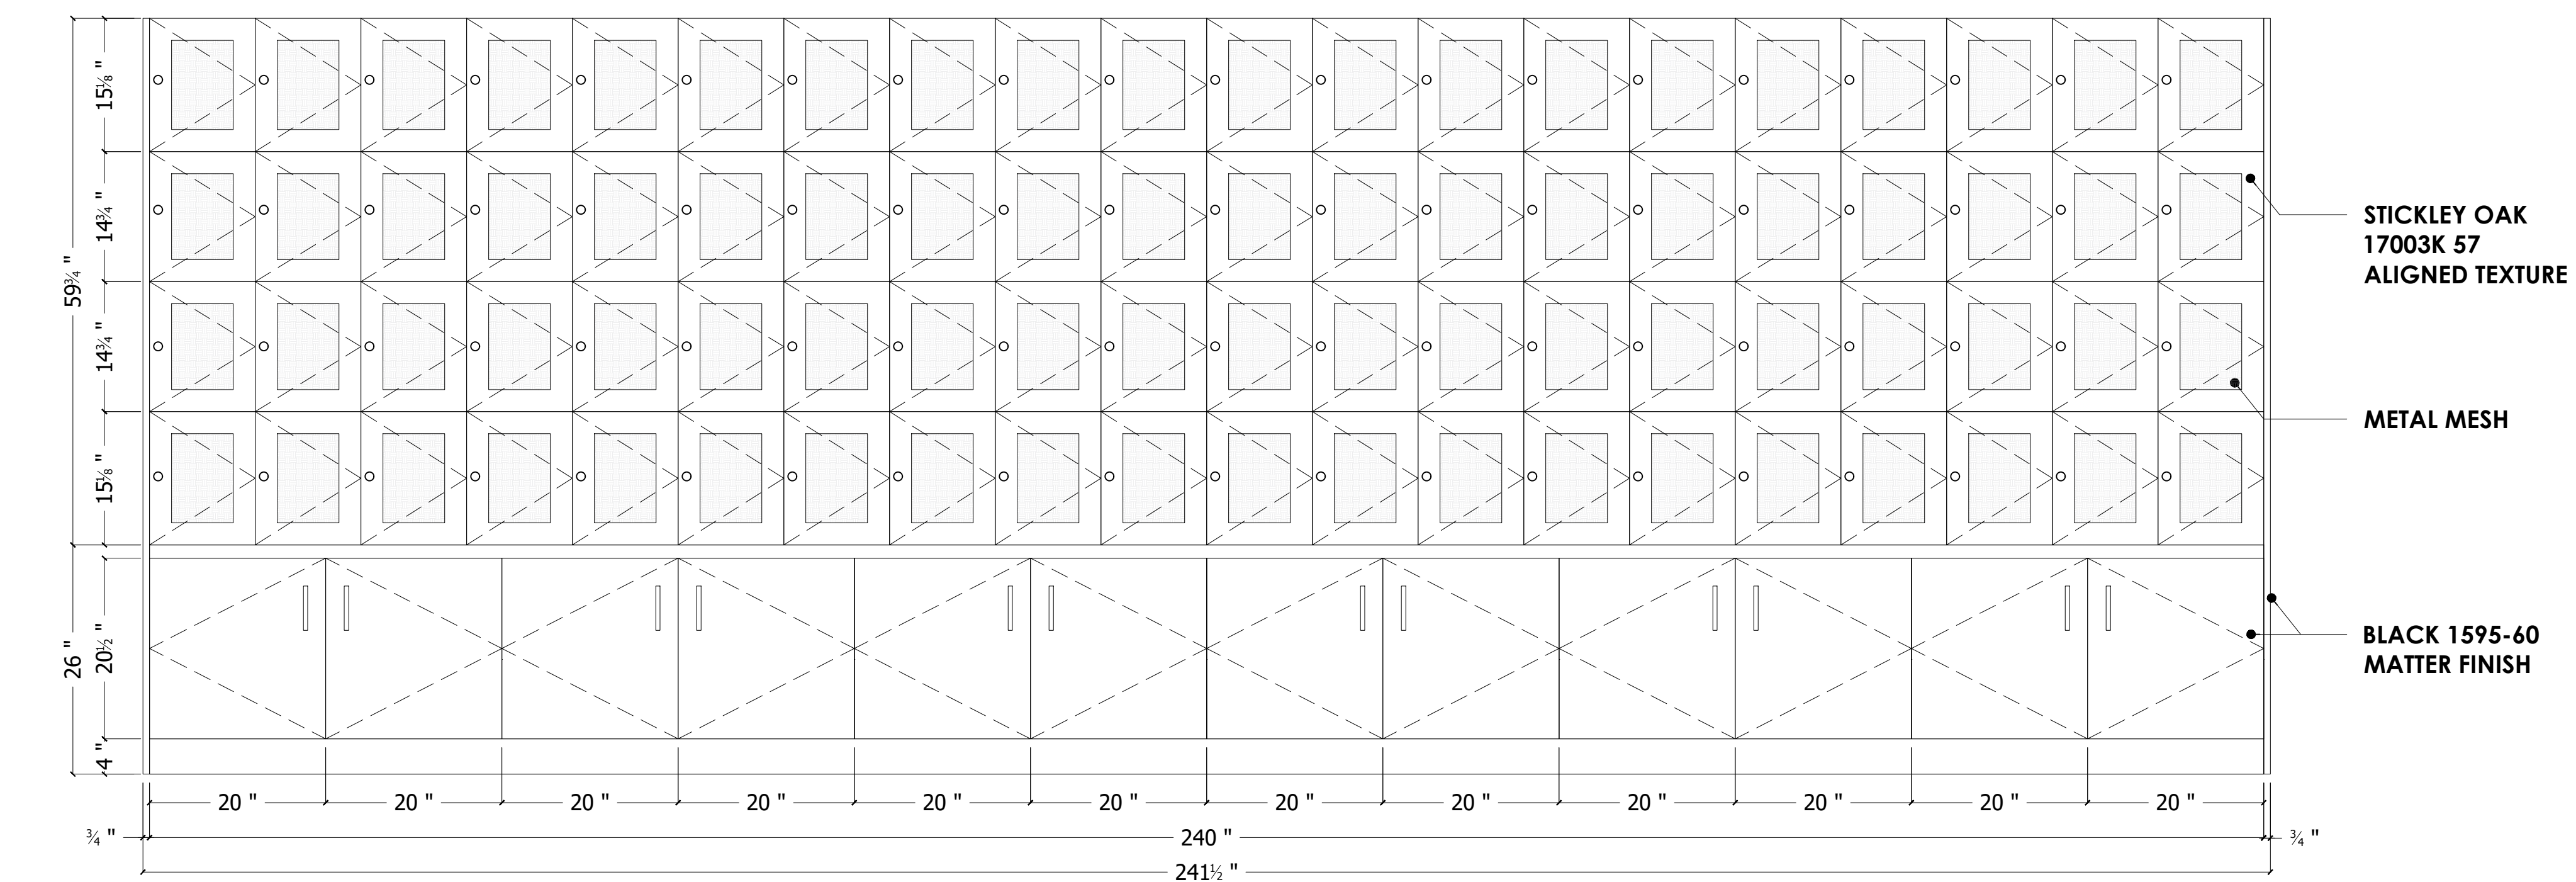 15⅛ "
14¾ "
14¾ "
15⅛ "
59¾ "
26 "
20½ "
4 "
STICKLEY OAK
17003K 57
ALIGNED TEXTURE
METAL MESH
BLACK 1595-60
MATTER FINISH
20 " 20 " 20 " 20 " 20 " 20 " 20 " 20 " 20 " 20 " 20 " 20 "
¾ " 240 " ¾ "
241½ "